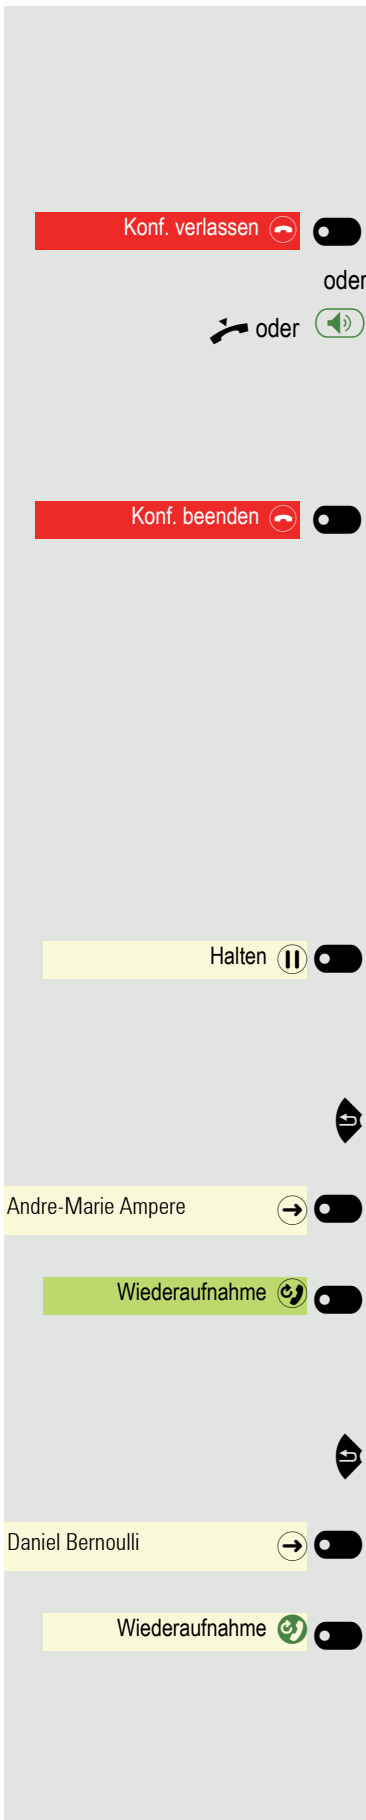 Konf. verlassen
oder
oder
Konf. beenden
Halten
Andre-Marie Ampere
Wiederaufnahme
Daniel Bernoulli
Wiederaufnahme